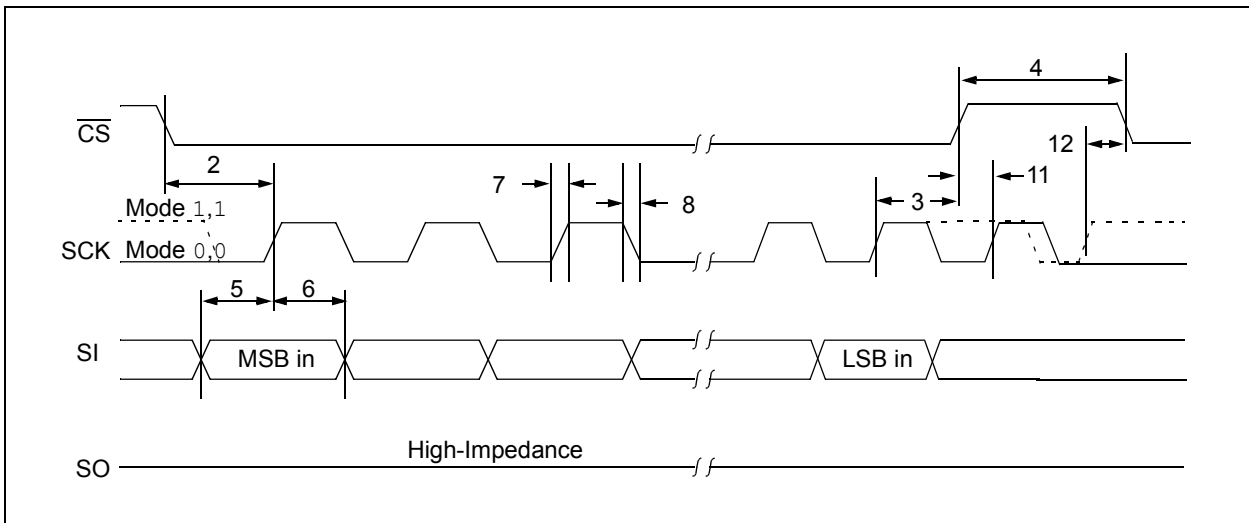 4
CS
12
2
7
8
3
11
Mode 1,1
SCK Mode 0,0
5 6
SI MSB in LSB in
High-Impedance
SO